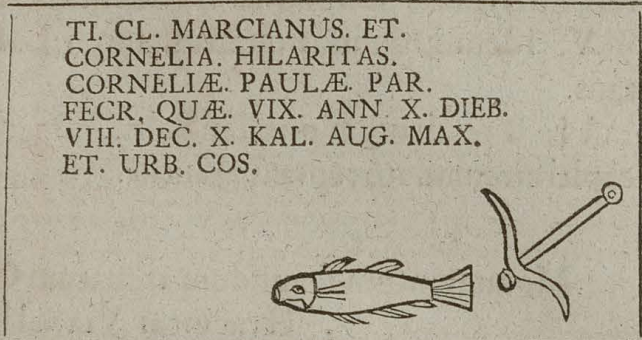 TI. CL. MARCIANUS. ET.
CORNELIA. HILARITAS.
CORNELIÆ. PAULÆ. PAR.
FECR. QUÆ. VIX. ANN. X. DIEB.
VIII. DEC. X. KAL. AUG. MAX.
ET. URB. COS.